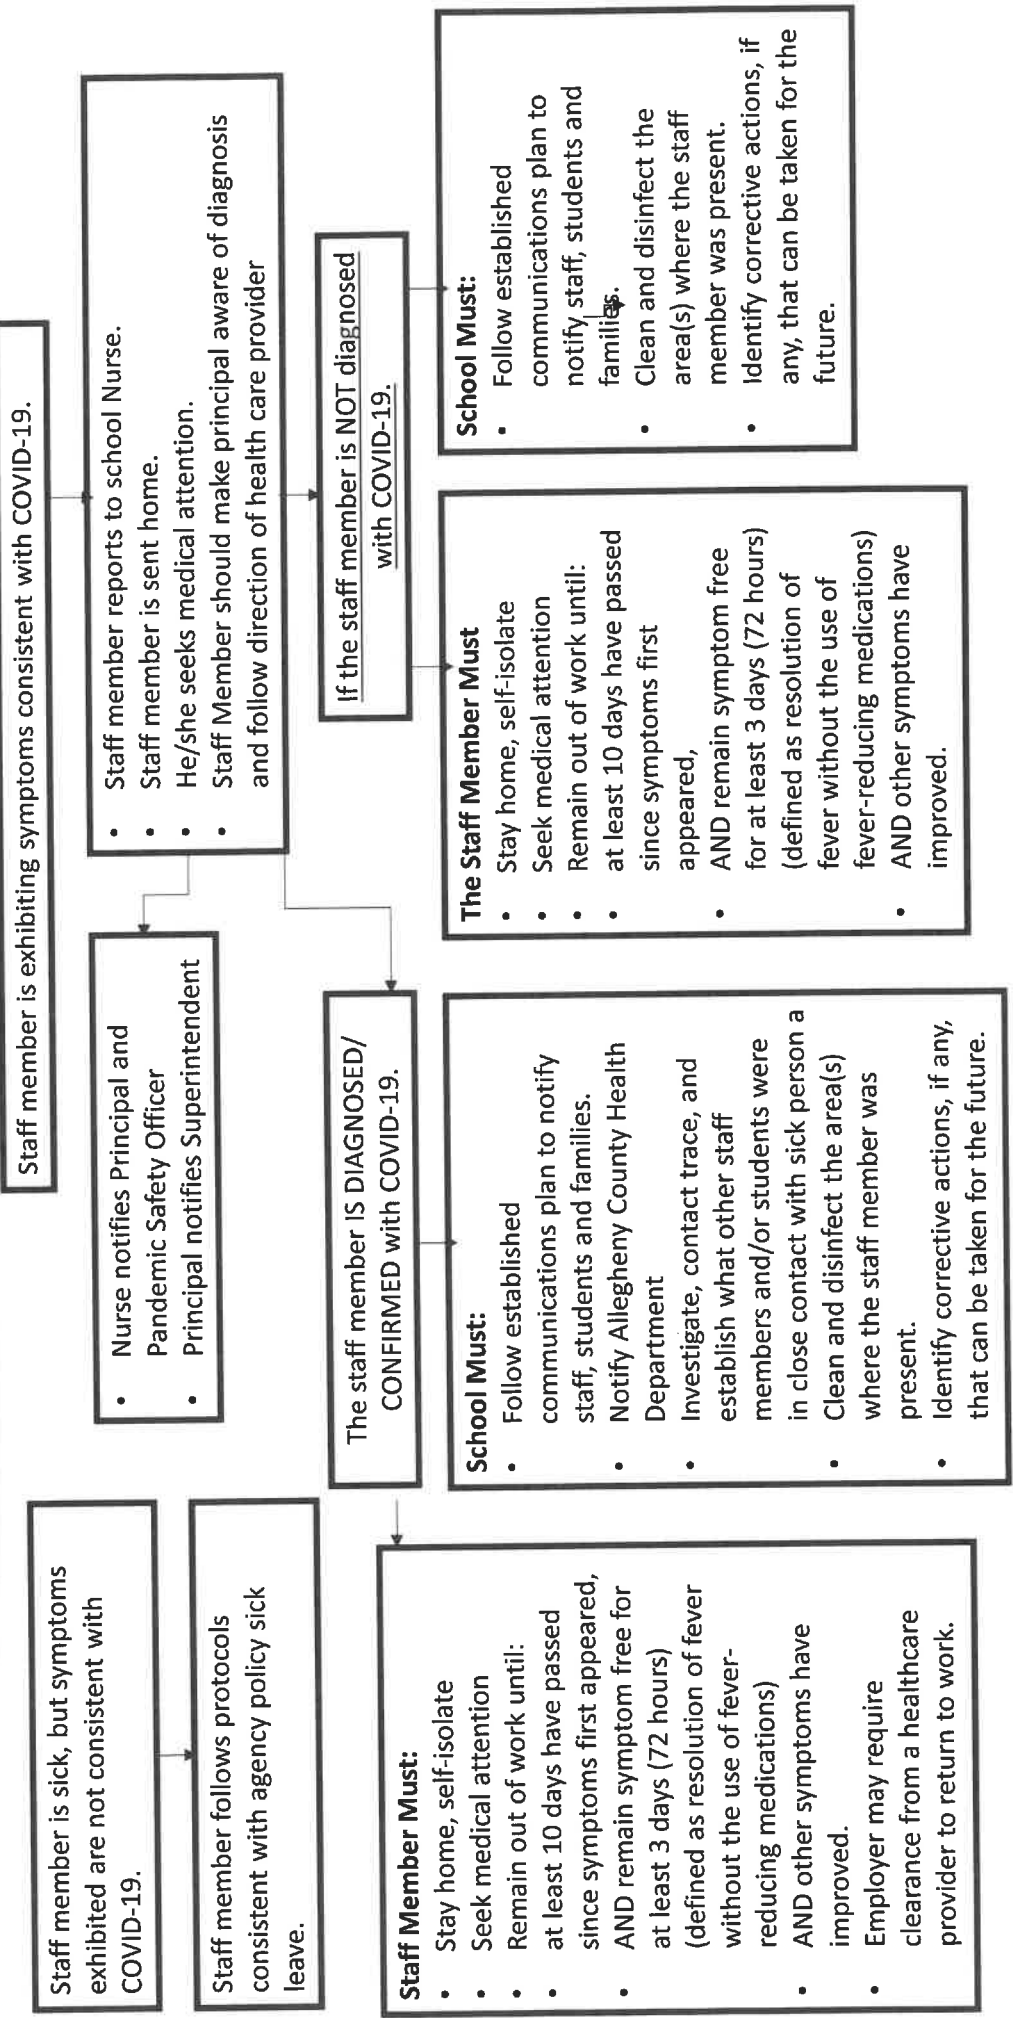 Staff member is sick, but symptoms
exhibited are not consistent with
COVID-19.
Staff member follows protocols
consistent with agency policy sick
leave.
Staff member is exhibiting symptoms consistent with COVID-19.
• Nurse notifies Principal and
Pandemic Safety Officer
• Principal notifies Superintendent
• Staff member reports to school Nurse.
• Staff member is sent home.
• He/she seeks medical attention.
• Staff Member should make principal aware of diagnosis
and follow direction of health care provider
The staff member IS DIAGNOSED/
CONFIRMED with COVID-19.
If the staff member is NOT diagnosed
with COVID-19.
Staff Member Must:
• Stay home, self-isolate
• Seek medical attention
• Remain out of work until:
• at least 10 days have passed
since symptoms first appeared,
• AND remain symptom free for
at least 3 days (72 hours)
(defined as resolution of fever
without the use of fever-
reducing medications)
• AND other symptoms have
improved.
• Employer may require
clearance from a healthcare
provider to return to work.
School Must:
• Follow established
communications plan to notify
staff, students and families.
• Notify Allegheny County Health
Department
• Investigate, contact trace, and
establish what other staff
members and/or students were
in close contact with sick person a
• Clean and disinfect the area(s)
where the staff member was
present.
• Identify corrective actions, if any,
that can be taken for the future.
The Staff Member Must
• Stay home, self-isolate
• Seek medical attention
• Remain out of work until:
• at least 10 days have passed
since symptoms first
appeared,
• AND remain symptom free
for at least 3 days (72 hours)
(defined as resolution of
fever without the use of
fever-reducing medications)
• AND other symptoms have
improved.
School Must:
• Follow established
communications plan to
notify staff, students and
families.
• Clean and disinfect the
area(s) where the staff
member was present.
• Identify corrective actions, if
any, that can be taken for the
future.